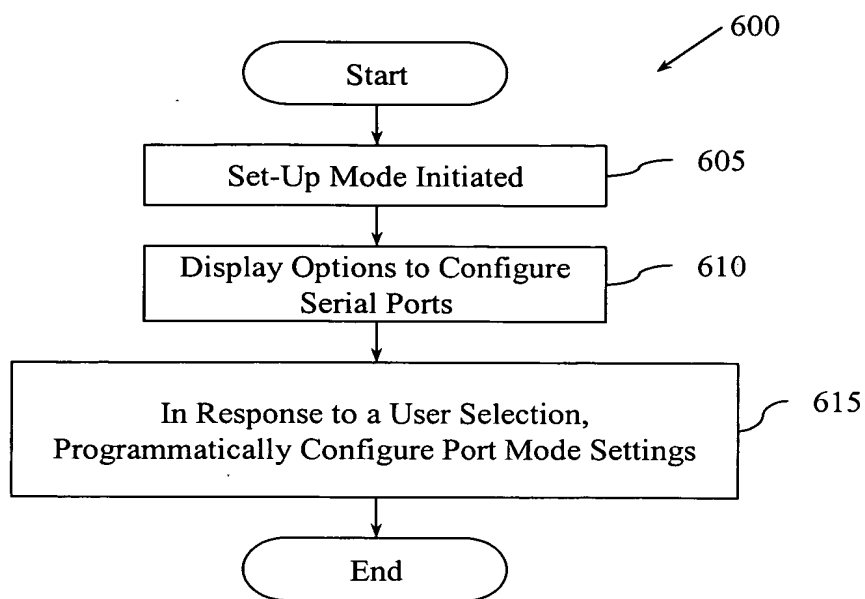 600
Start
Set-Up Mode Initiated
605
Display Options to Configure
Serial Ports
610
In Response to a User Selection,
Programmatically Configure Port Mode Settings
615
End